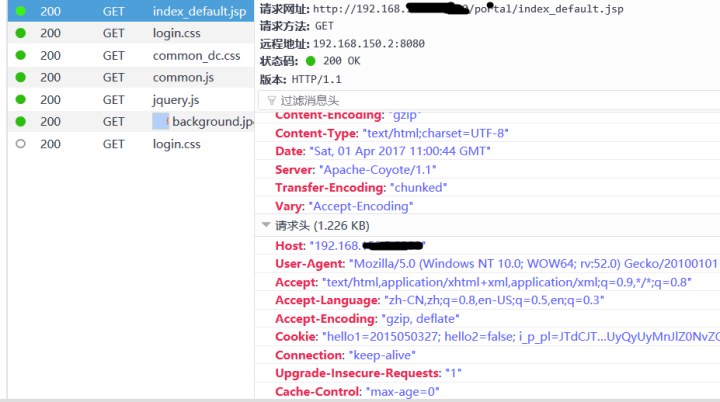 200 GET index_default.jsp
200 GET login.css
200 GET common_dc.css
200 GET common.js
200 GET jquery.js
200 GET background.jpe
200 GET login.css
请求网址: http://192.168. /portal/index_default.jsp
请求方法: GET
远程地址: 192.168.150.2:8080
状态码: 200 OK
版本: HTTP/1.1
过滤消息头
Content-Encoding: "gzip"
Content-Type: "text/html;charset=UTF-8"
Date: "Sat, 01 Apr 2017 11:00:44 GMT"
Server: "Apache-Coyote/1.1"
Transfer-Encoding: "chunked"
Vary: "Accept-Encoding"
请求头 (1.226 KB)
Host: "192.168. "
User-Agent: "Mozilla/5.0 (Windows NT 10.0; WOW64; rv:52.0) Gecko/20100101
Accept: "text/html,application/xhtml+xml,application/xml;q=0.9,*/*;q=0.8"
Accept-Language: "zh-CN,zh;q=0.8,en-US;q=0.5,en;q=0.3"
Accept-Encoding: "gzip, deflate"
Cookie: "hello1=2015050327; hello2=false; i_p_pl=JTdCJT...UyQyUyMnJlZ0NvZG
Connection: "keep-alive"
Upgrade-Insecure-Requests: "1"
Cache-Control: "max-age=0"